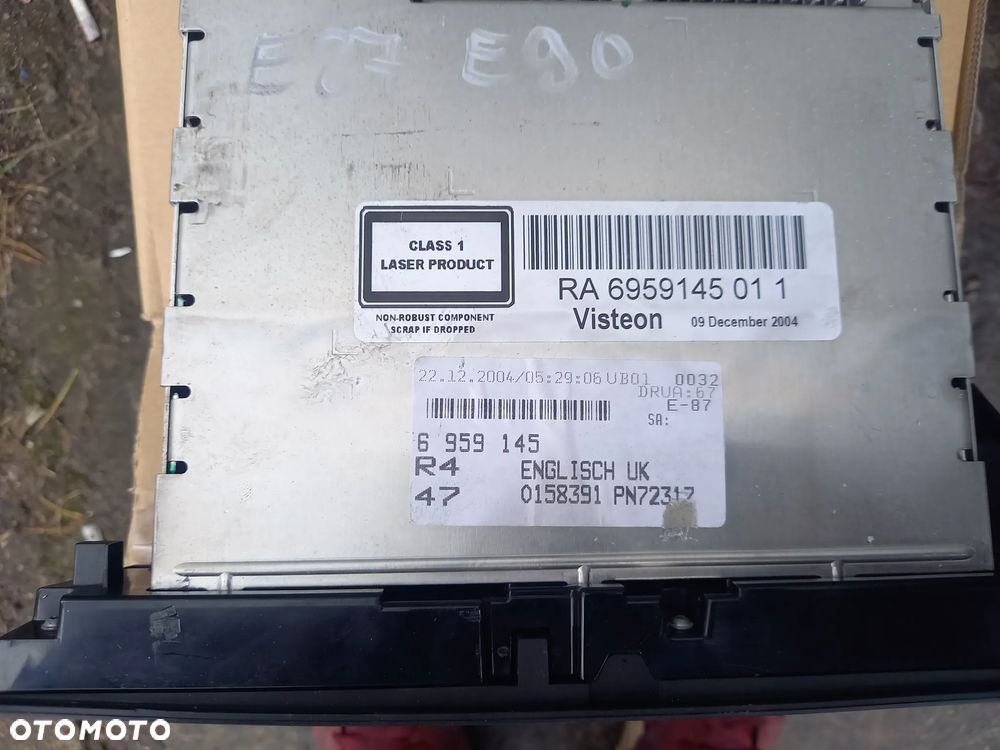 E87 E90
CLASS 1
LASER PRODUCT
NON-ROBUST COMPONENT
SCRAP IF DROPPED
RA 6959145 01 1
Visteon 09 December 2004
22.12.2004/05:29:06 UB01 0032
DRUA:67
E-87
SA:
6 959 145
R4 ENGLISCH UK
47 0158391 PN72317
OTOMOTO